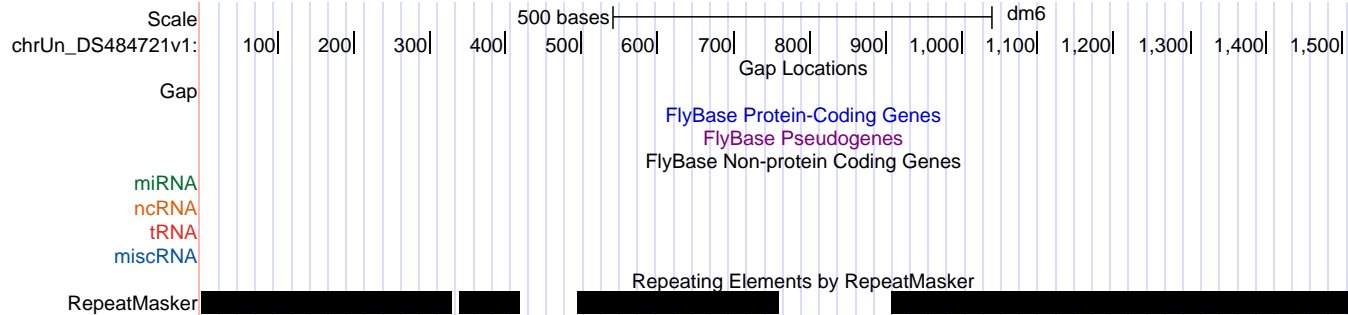 Scale 500 bases dm6
chrUn_DS484721v1: 100 200 300 400 500 600 700 800 900 1,000 1,100 1,200 1,300 1,400 1,500
Gap Locations
Gap
FlyBase Protein-Coding Genes
FlyBase Pseudogenes
FlyBase Non-protein Coding Genes
miRNA
ncRNA
tRNA
miscRNA
Repeating Elements by RepeatMasker
RepeatMasker